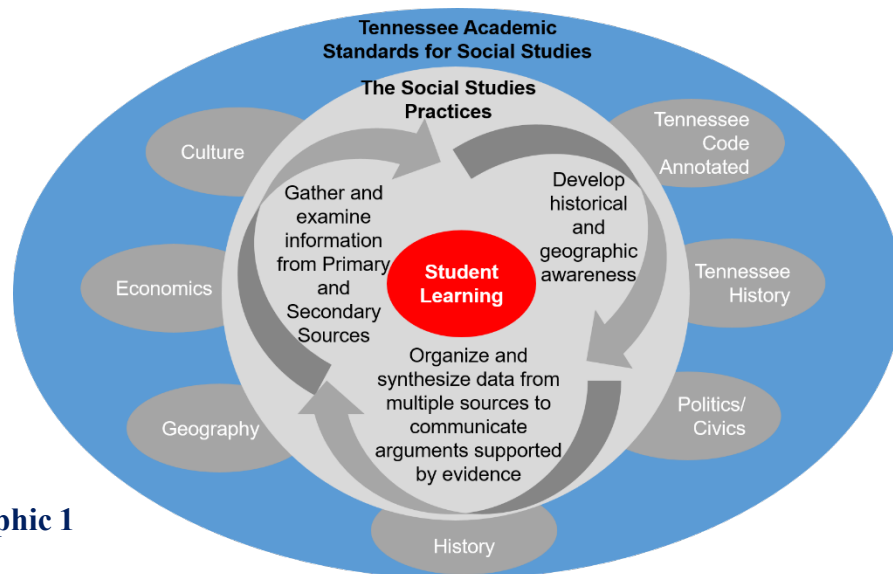 Tennessee Academic
Standards for Social Studies
The Social Studies
Practices
Culture
Tennessee
Code
Annotated
Gather and
examine
information
from Primary
and
Secondary
Sources
Develop
historical
and
geographic
awareness
Student
Learning
Economics
Tennessee
History
Organize and
synthesize data from
multiple sources to
communicate
arguments supported
by evidence
Geography
Politics/
Civics
History
phic 1